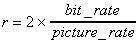 r = 2 × bit_rate / picture_rate